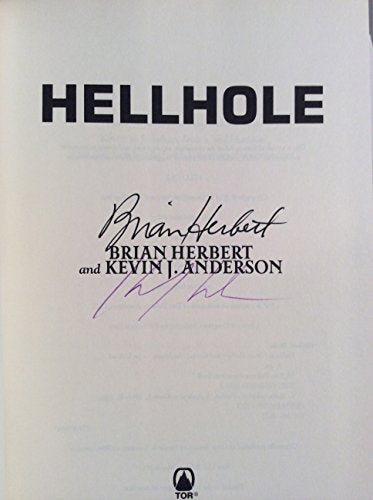 HELLHOLE
Brian Herbert
BRIAN HERBERT
and KEVIN J. ANDERSON
TOR®